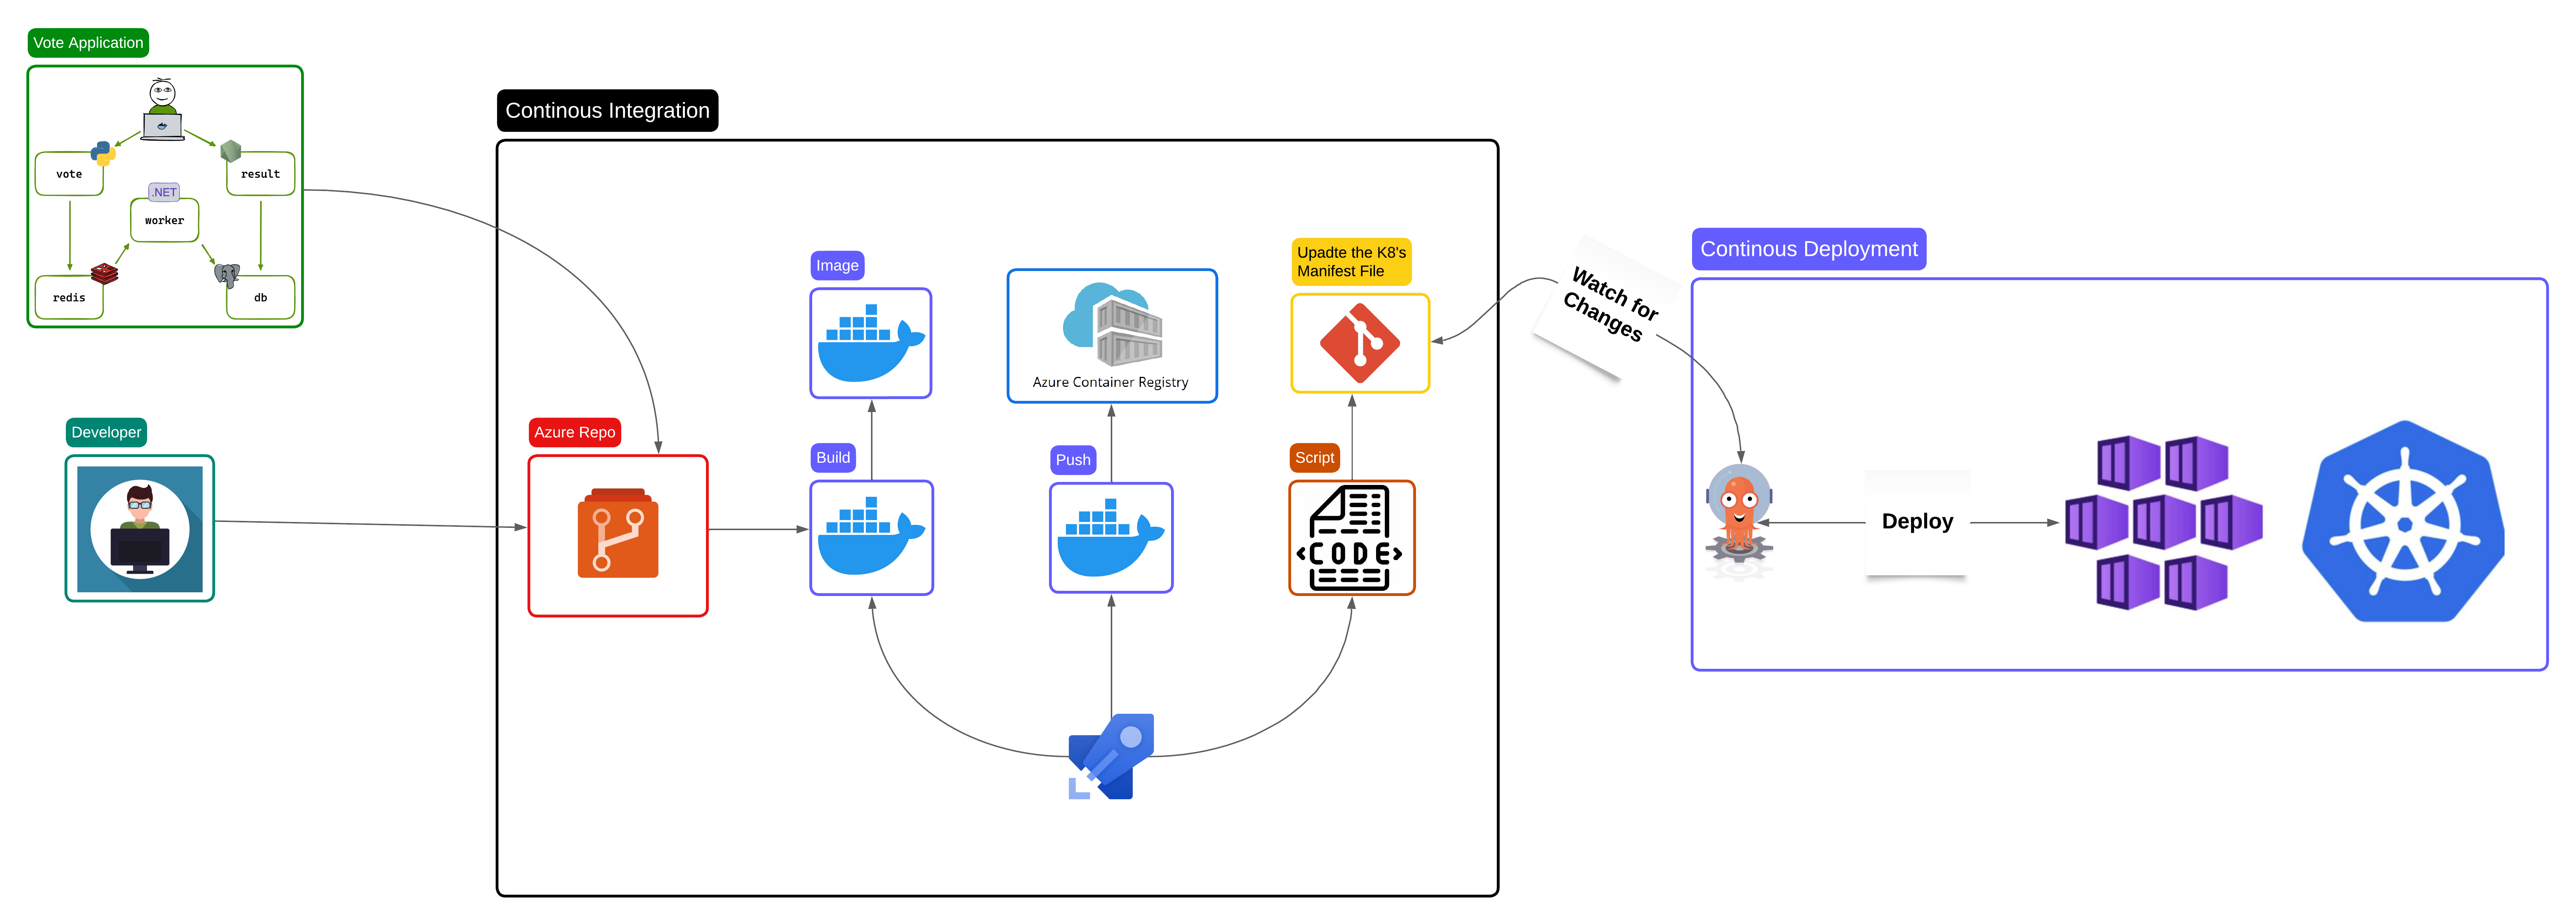 Vote Application
vote
result
.NET
worker
redis
db
Developer
Continous Integration
Azure Repo
Image
Build
Azure Container Registry
Push
Upadte the K8's
Manifest File
Script
<CODE>
Watch for
Changes
Continous Deployment
Deploy